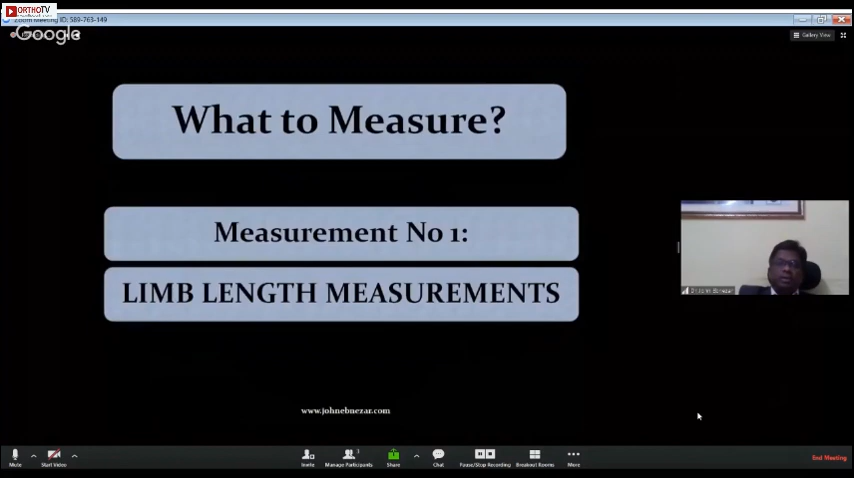 ORTHOTV
Zoom Meeting ID: 589-763-149
Google
Gallery View
What to Measure?
Measurement No 1:
LIMB LENGTH MEASUREMENTS
www.johnebnezar.com
Mute
Start Video
Invite
3
Manage Participants
Share
Chat
Pause/Stop Recording
Breakout Rooms
More
End Meeting